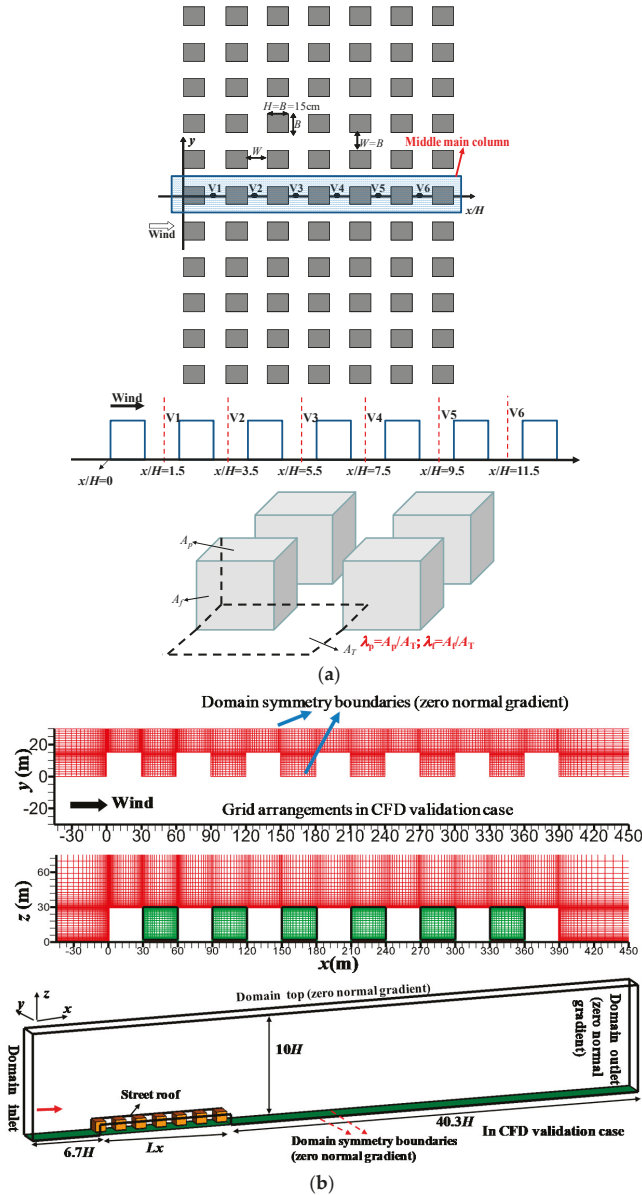 H=B=15cm
B
y
W
W=B
Middle main column
V1 V2 V3 V4 V5 V6
x/H
Wind
Wind
V1 V2 V3 V4 V5 V6
x/H=0
x/H=1.5 x/H=3.5 x/H=5.5 x/H=7.5 x/H=9.5 x/H=11.5
Ap
Af
AT
λp=Ap/AT; λf=Af/AT
(a)
Domain symmetry boundaries (zero normal gradient)
y (m)
20
0
-20
Wind
Grid arrangements in CFD validation case
-30 0 30 60 90 120 150 180 210 240 270 300 330 360 390 420 450
z (m)
60
30
0
-30 0 30 60 90 120 150 180 210 240 270 300 330 360 390 420 450
x(m)
z
y
x
Domain top (zero normal gradient)
Domain inlet
10H
Domain outlet
(zero normal
gradient)
Street roof
6.7H
Lx
40.3H
Domain symmetry boundaries
(zero normal gradient)
In CFD validation case
(b)